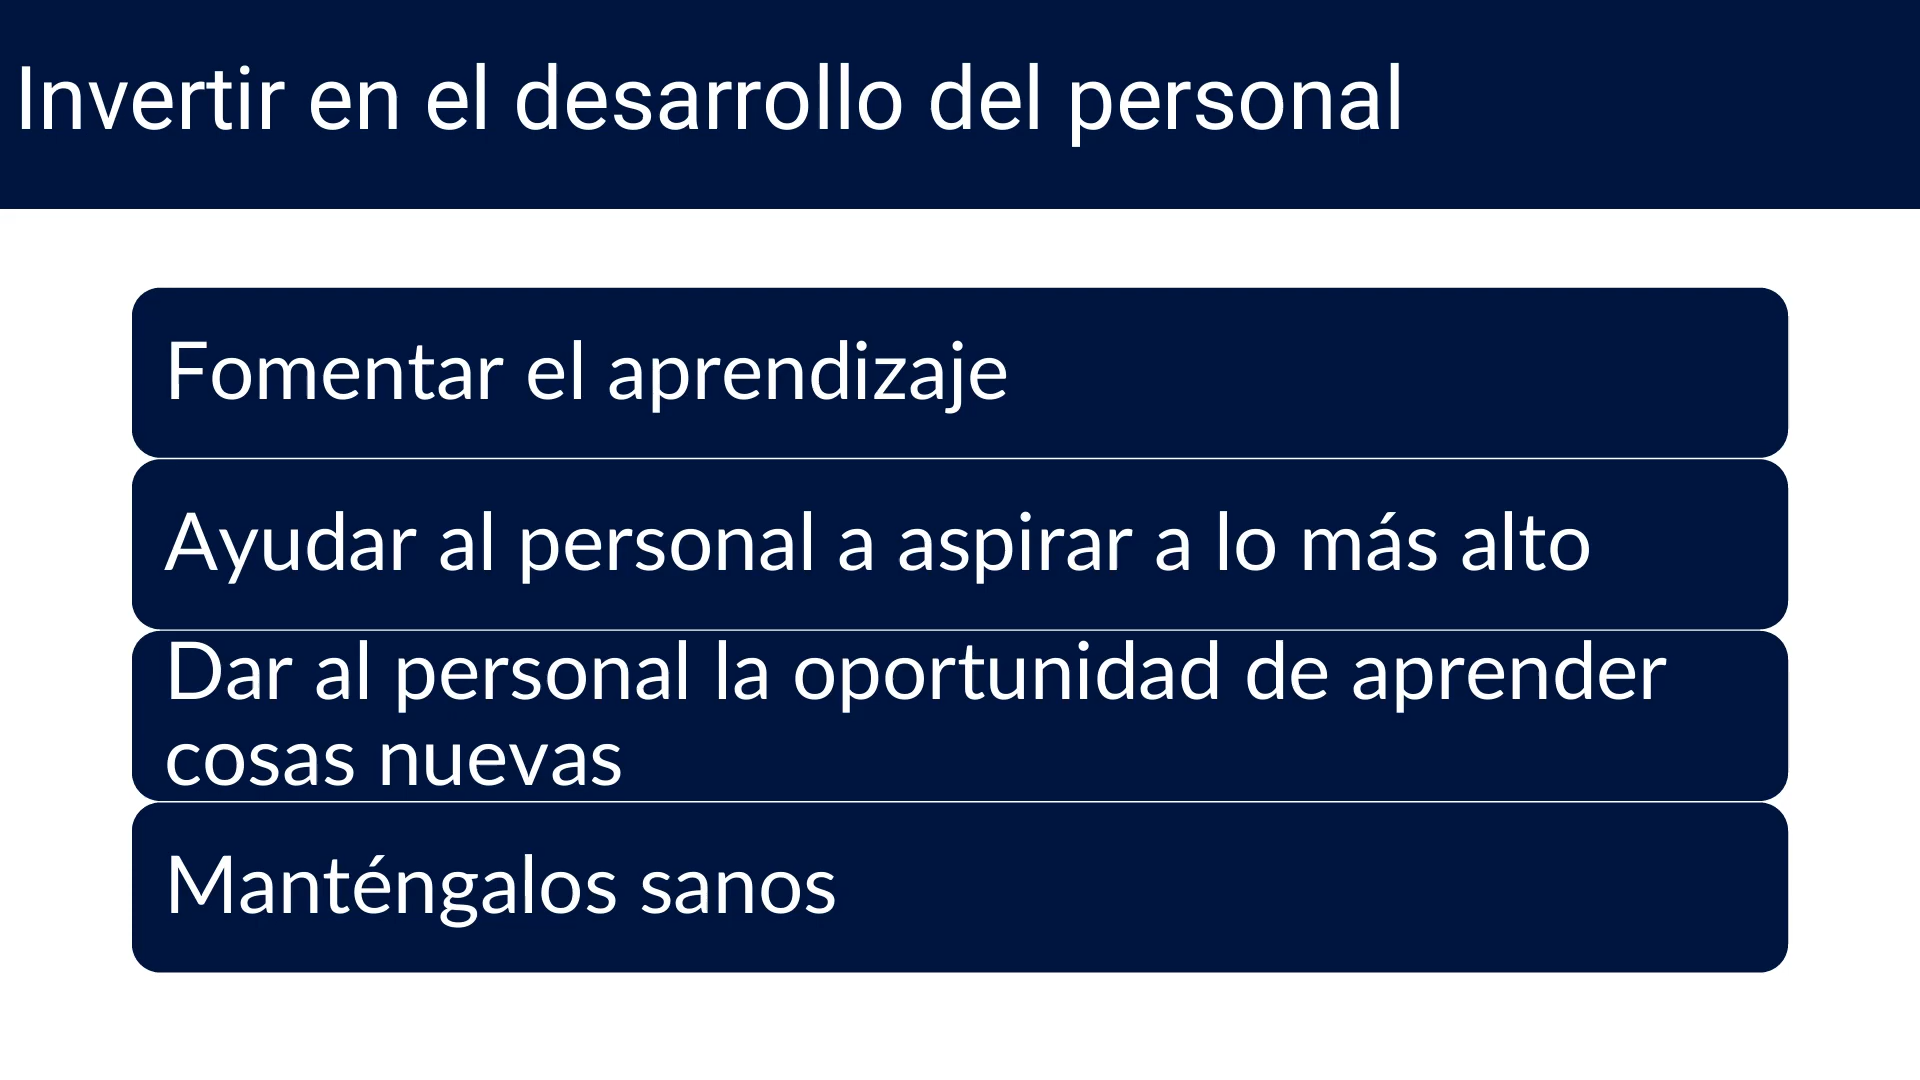 Invertir en el desarrollo del personal
Fomentar el aprendizaje
Ayudar al personal a aspirar a lo más alto
Dar al personal la oportunidad de aprender
cosas nuevas
Manténgalos sanos